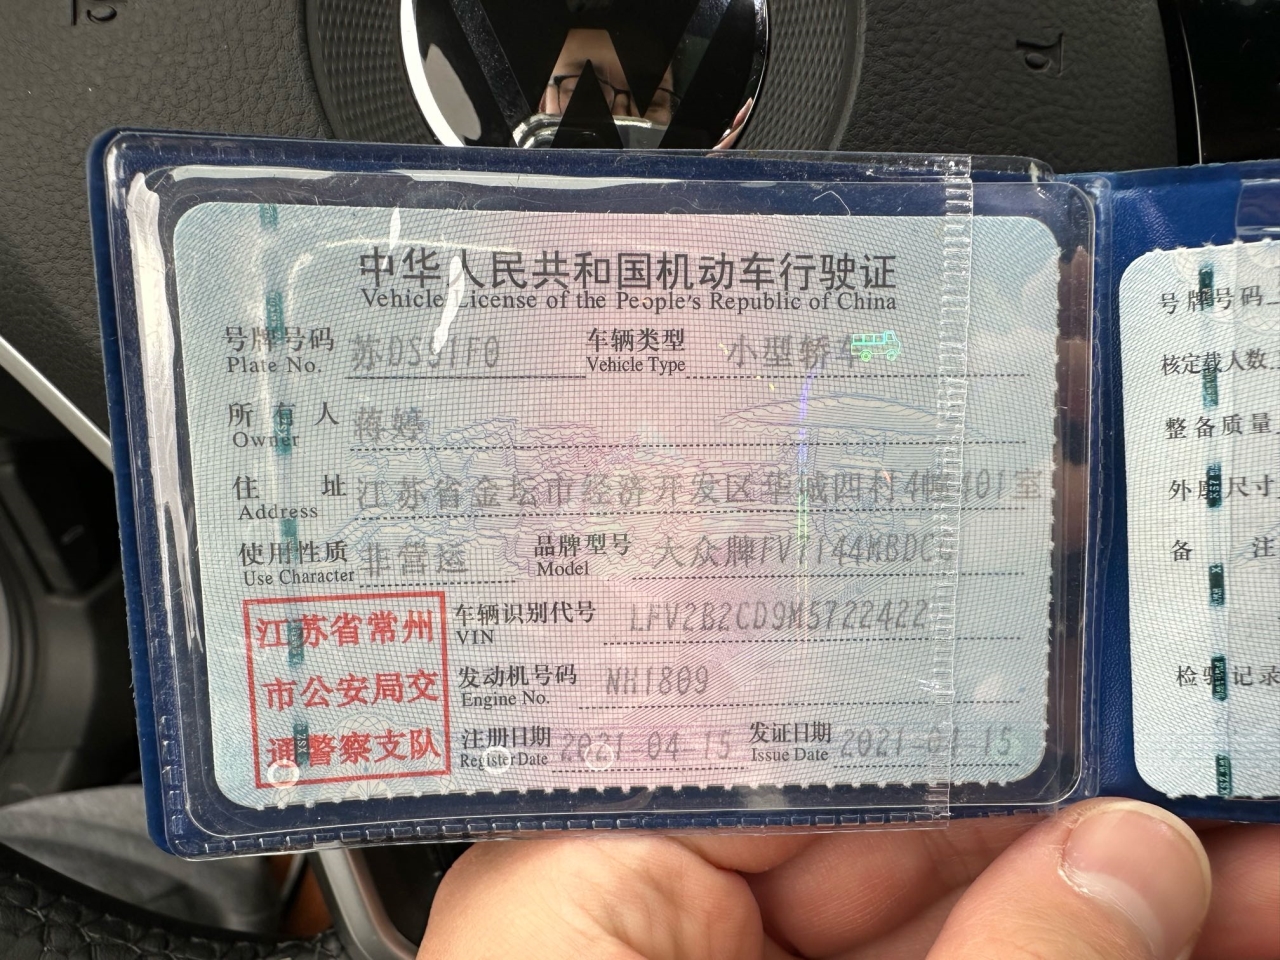 中华人民共和国机动车行驶证
Vehicle License of the People's Republic of China
号牌号码 苏DS91F0 车辆类型 小型轿车
Plate No. Vehicle Type
所有人 蒋婷
Owner
住址 江苏省金坛市经济开发区华城四村4幢401室
Address
使用性质 非营运 品牌型号 大众牌FV7144MBDC
Use Character Model
江苏省常州
市公安局交
通警察支队
车辆识别代号 LFV2B2CD9M5722422
VIN
发动机号码 NH1809
Engine No.
注册日期 2021-04-15 发证日期 2021-04-15
Register Date Issue Date
号牌号码
核定载人数
整备质量
外廓尺寸
备注
检验记录